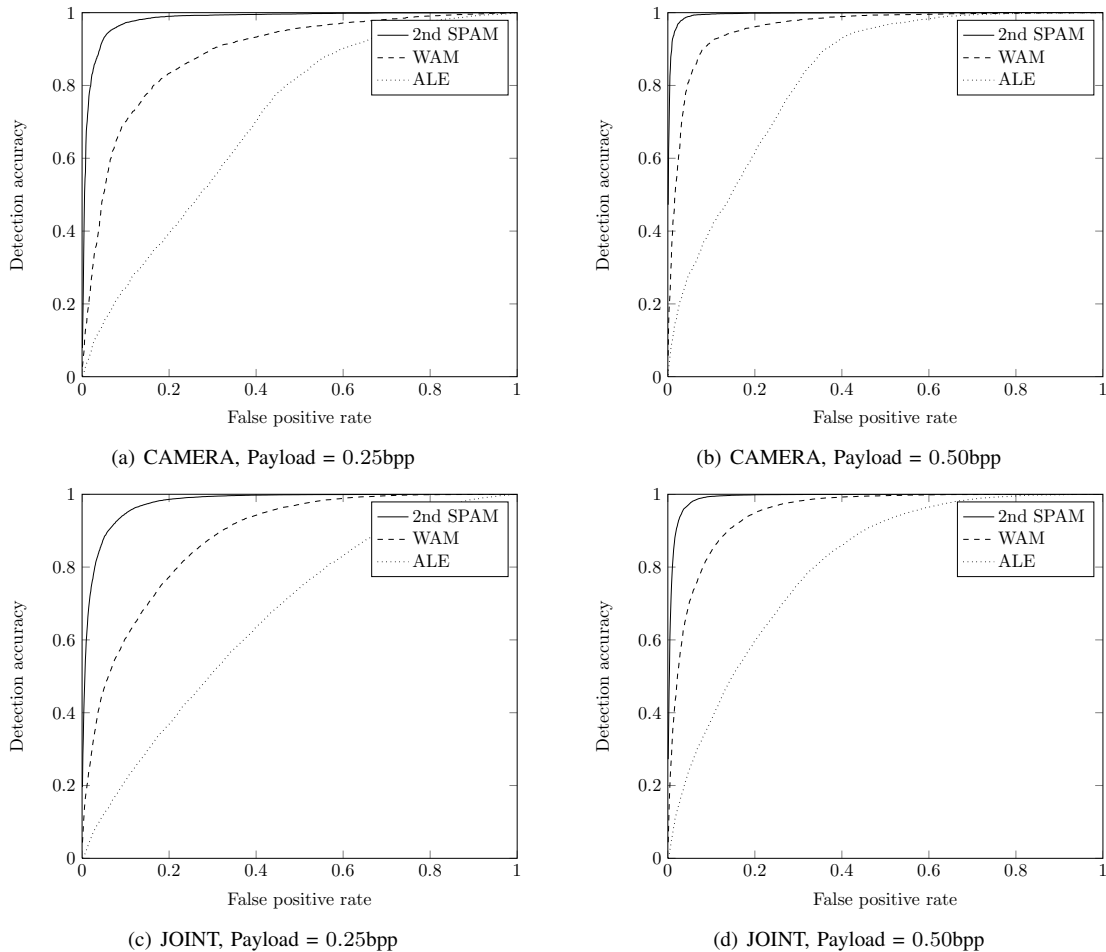 1
0.8
0.6
0.4
0.2
0
0 0.2 0.4 0.6 0.8 1
Detection accuracy
False positive rate
2nd SPAM
WAM
ALE
(a) CAMERA, Payload = 0.25bpp
1
0.8
0.6
0.4
0.2
0
0 0.2 0.4 0.6 0.8 1
Detection accuracy
False positive rate
2nd SPAM
WAM
ALE
(b) CAMERA, Payload = 0.50bpp
1
0.8
0.6
0.4
0.2
0
0 0.2 0.4 0.6 0.8 1
Detection accuracy
False positive rate
2nd SPAM
WAM
ALE
(c) JOINT, Payload = 0.25bpp
1
0.8
0.6
0.4
0.2
0
0 0.2 0.4 0.6 0.8 1
Detection accuracy
False positive rate
2nd SPAM
WAM
ALE
(d) JOINT, Payload = 0.50bpp